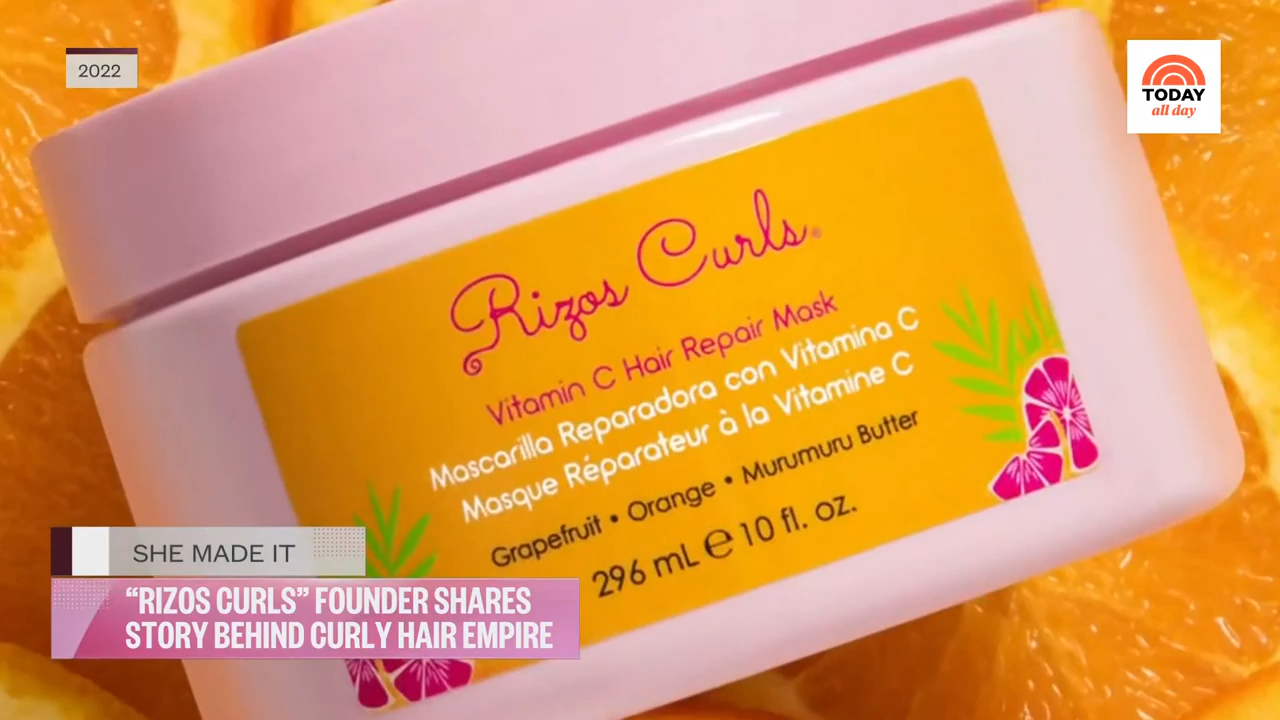 2022
TODAY
all day
Rizos Curls®
Vitamin C Hair Repair Mask
Mascarilla Reparadora con Vitamina C
Masque Réparateur à la Vitamine C
Grapefruit • Orange • Murumuru Butter
296 mL ℮ 10 fl. oz.
SHE MADE IT
“RIZOS CURLS” FOUNDER SHARES
STORY BEHIND CURLY HAIR EMPIRE